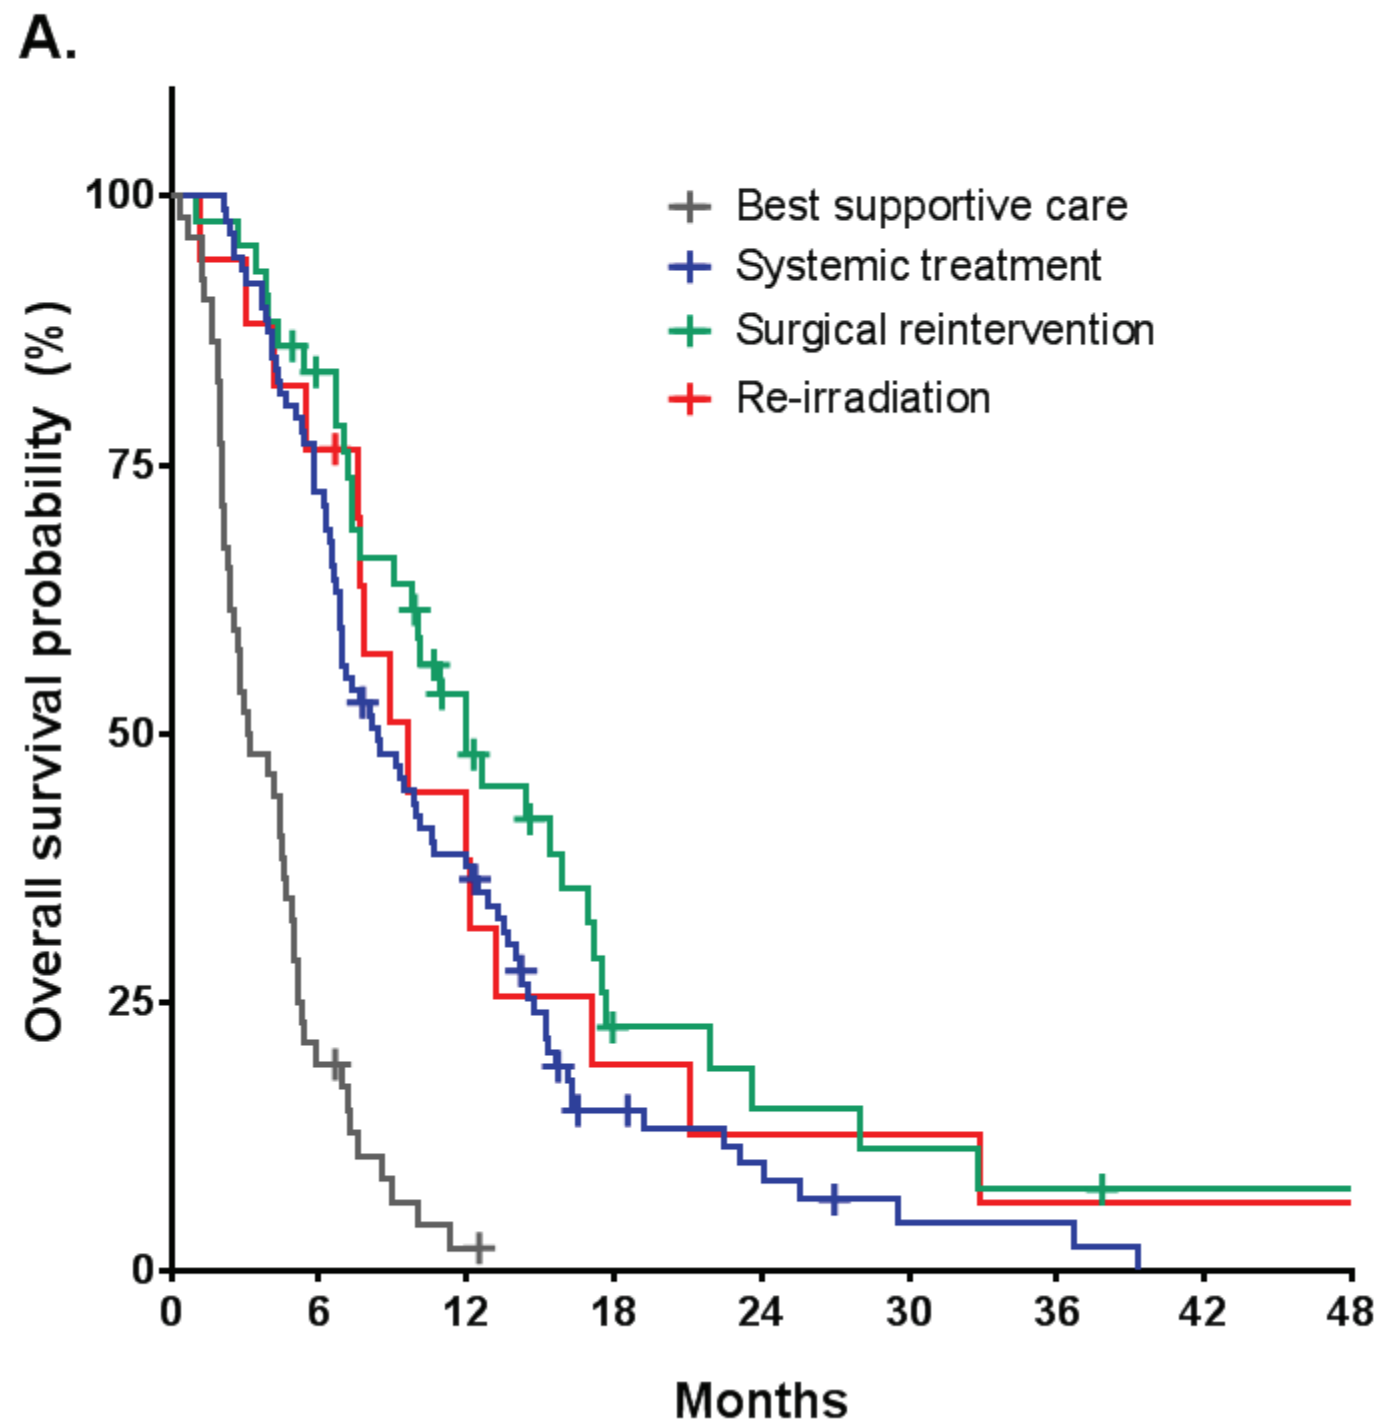 A.
Overall survival probability (%)
100
75
50
25
0
Best supportive care
Systemic treatment
Surgical reintervention
Re-irradiation
0 6 12 18 24 30 36 42 48
Months